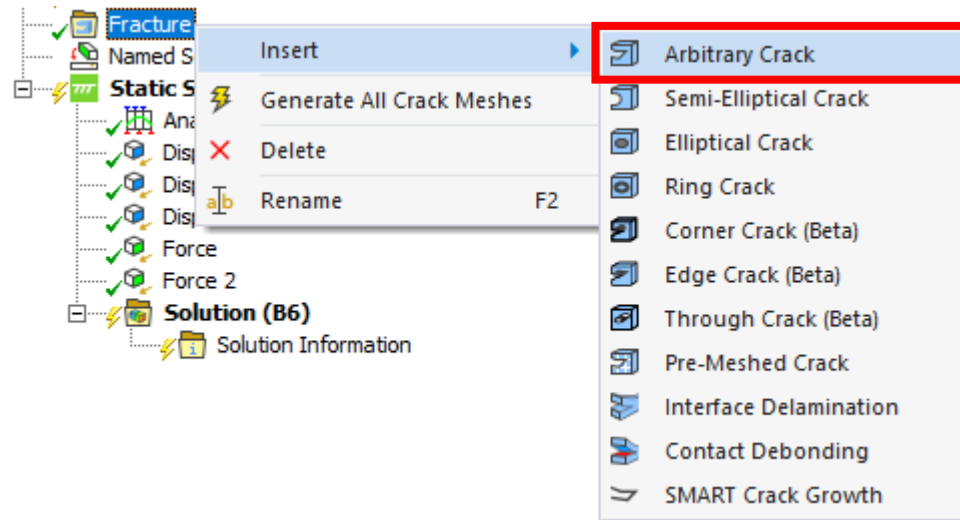 Fracture
Named S
Static S
Ana
Disp
Disp
Disp
Force
Force 2
Solution (B6)
Solution Information
Insert
Generate All Crack Meshes
Delete
Rename F2
Arbitrary Crack
Semi-Elliptical Crack
Elliptical Crack
Ring Crack
Corner Crack (Beta)
Edge Crack (Beta)
Through Crack (Beta)
Pre-Meshed Crack
Interface Delamination
Contact Debonding
SMART Crack Growth